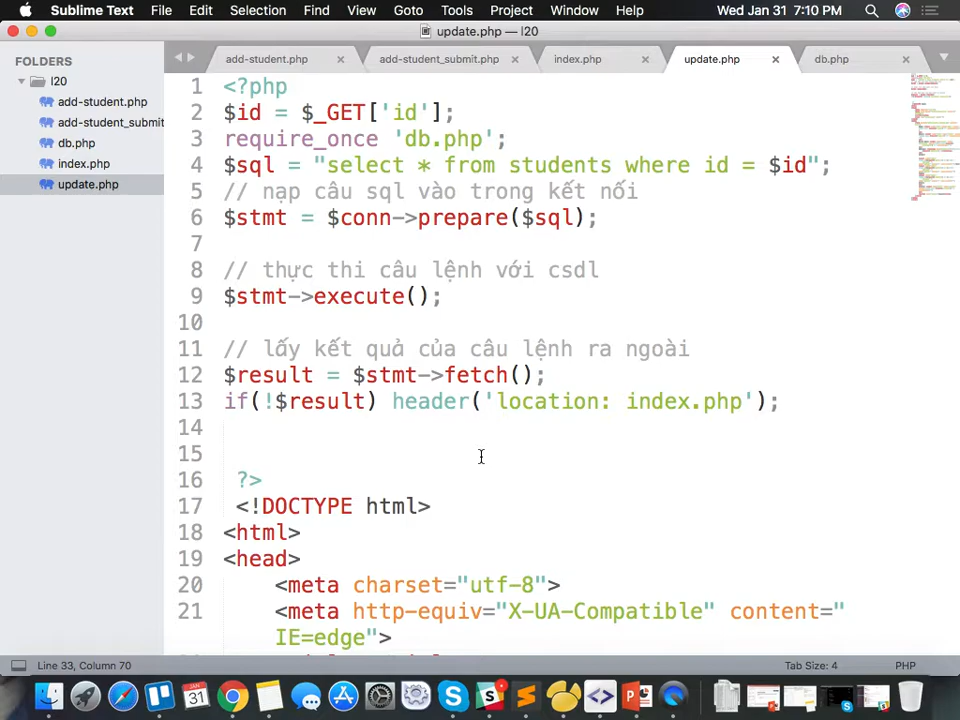 Sublime Text File Edit Selection Find View Goto Tools Project Window Help Wed Jan 31 7:10 PM
update.php — l20
FOLDERS
l20
add-student.php
add-student_submit
db.php
index.php
update.php
add-student.php add-student_submit.php index.php update.php db.php
1 <?php
2 $id = $_GET['id'];
3 require_once 'db.php';
4 $sql = "select * from students where id = $id";
5 // nạp câu sql vào trong kết nối
6 $stmt = $conn->prepare($sql);
7
8 // thực thi câu lệnh với csdl
9 $stmt->execute();
10
11 // lấy kết quả của câu lệnh ra ngoài
12 $result = $stmt->fetch();
13 if(!$result) header('location: index.php');
14
15
16 ?>
17 <!DOCTYPE html>
18 <html>
19 <head>
20 <meta charset="utf-8">
21 <meta http-equiv="X-UA-Compatible" content="
IE=edge">
Line 33, Column 70 Tab Size: 4 PHP